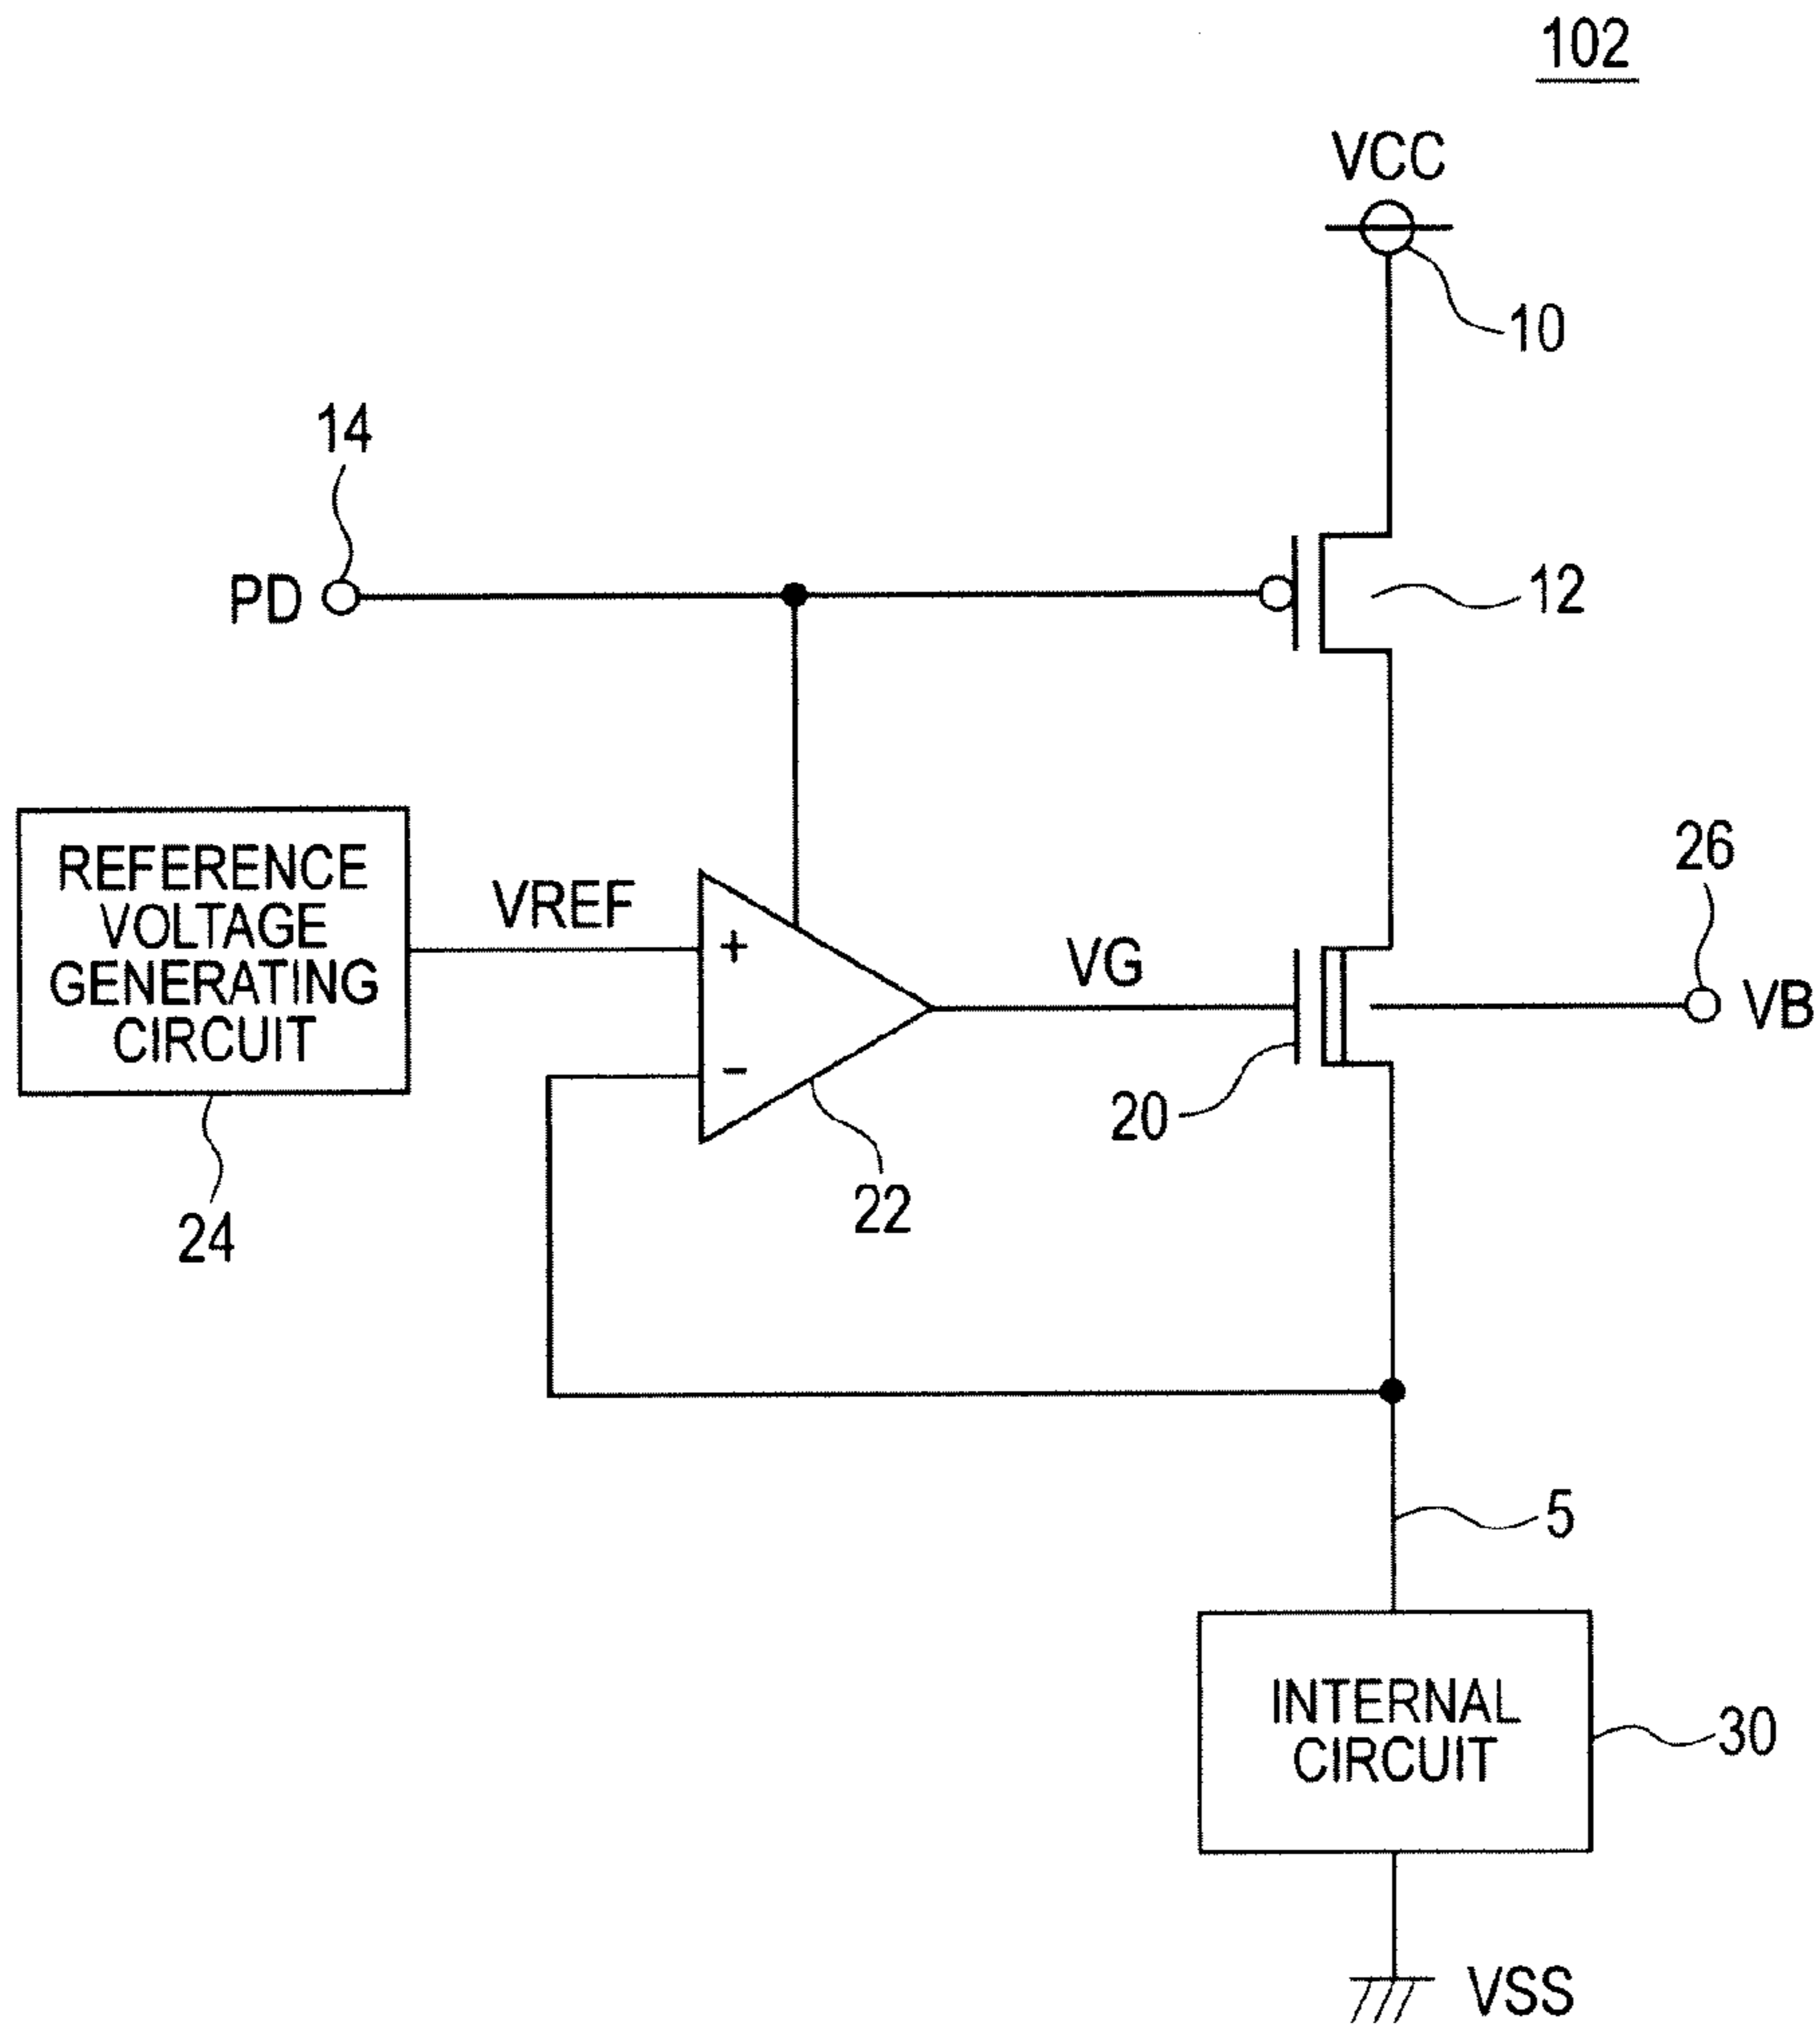 102
VCC
10
14
PD
12
REFERENCE
VOLTAGE
GENERATING
CIRCUIT
VREF
+
-
VG
26
VB
20
22
24
5
INTERNAL
CIRCUIT
30
VSS